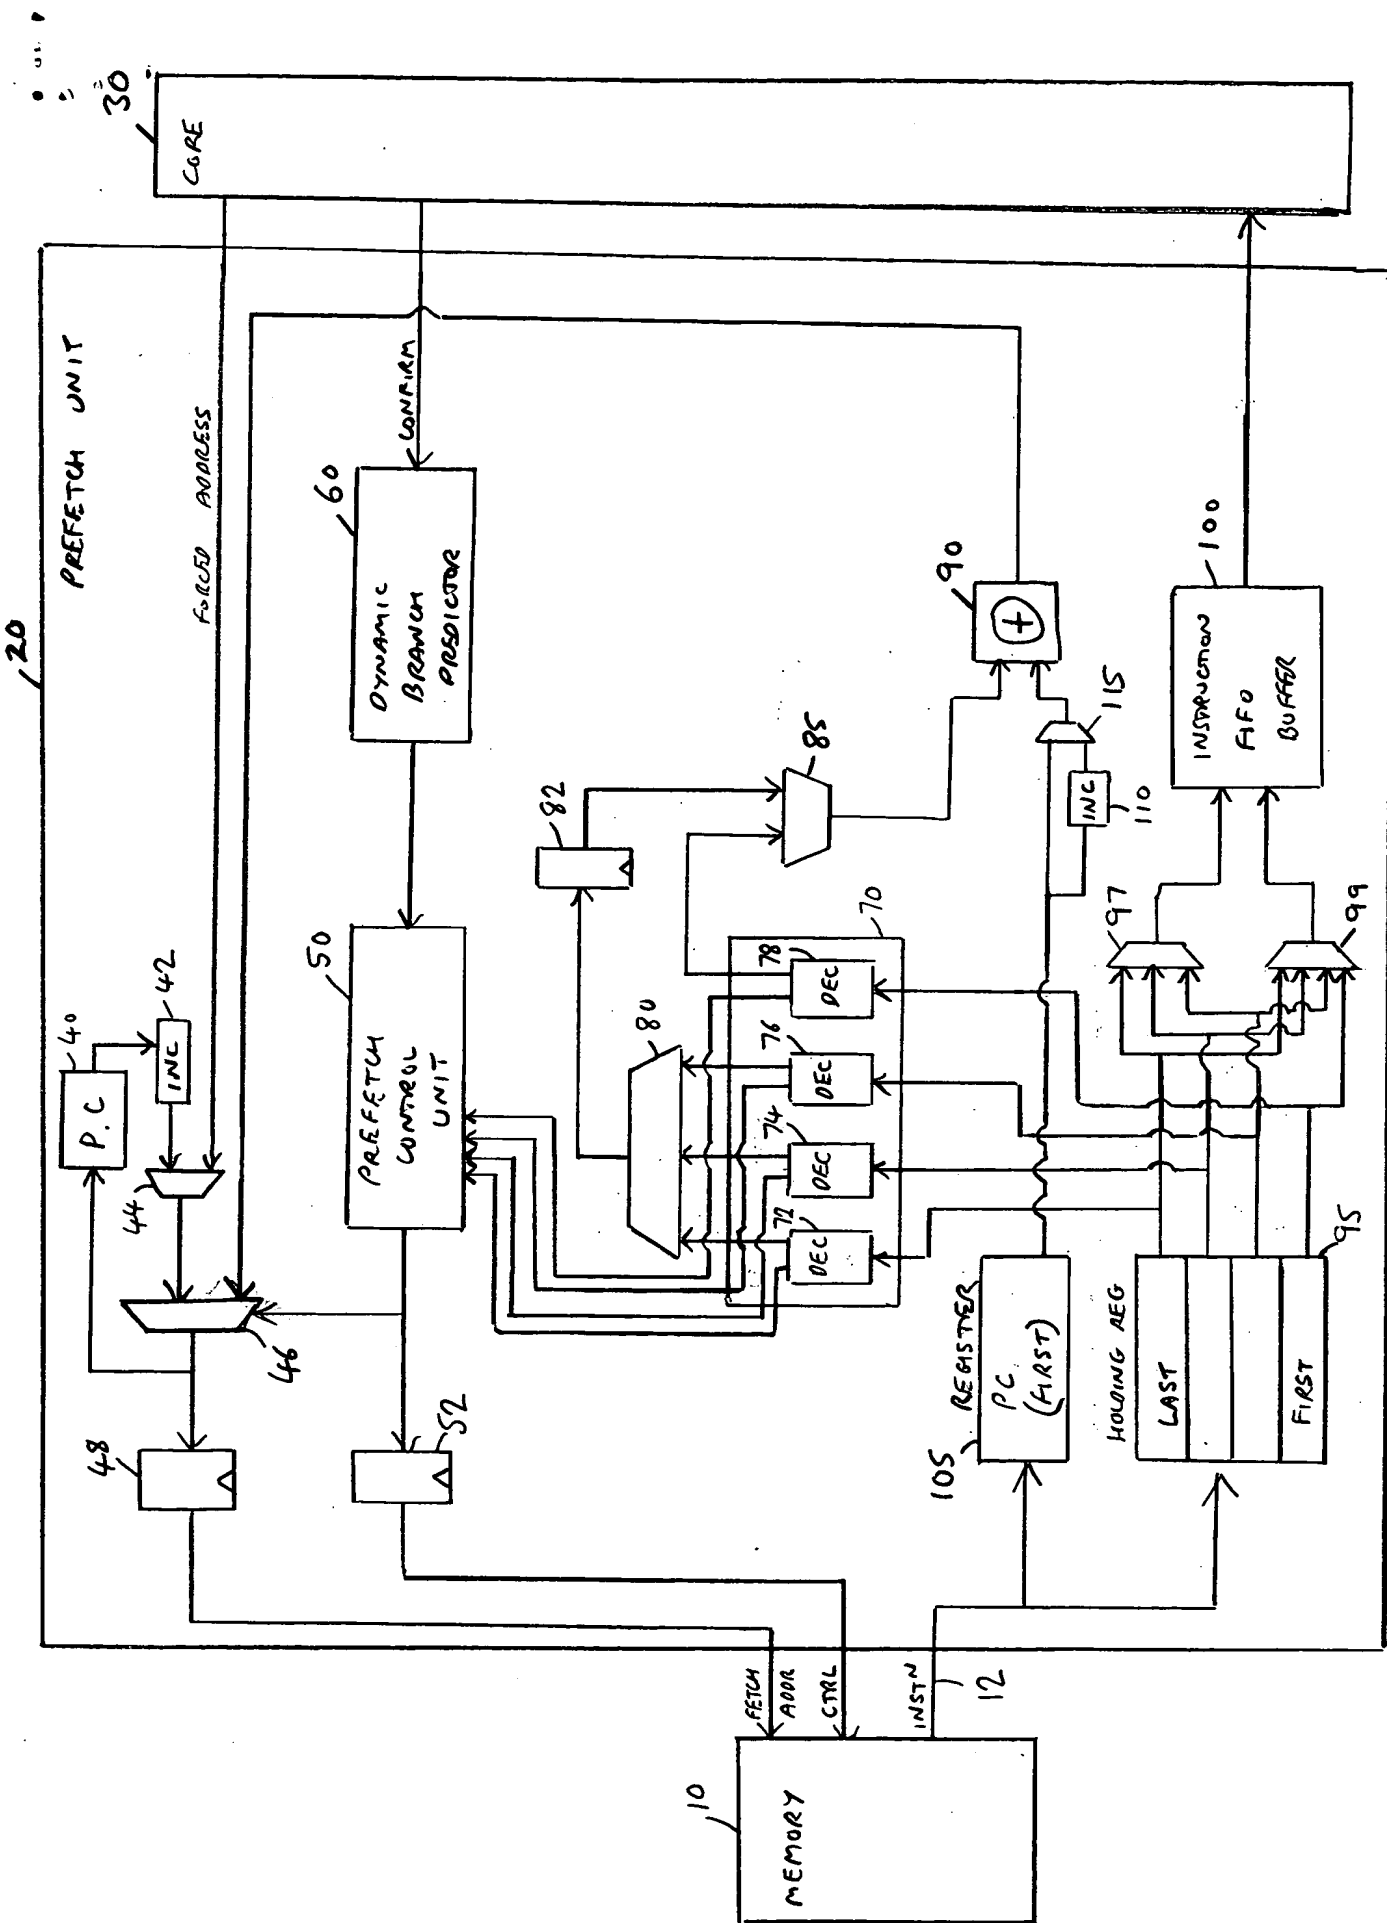 20
PREFETCH UNIT
30
CORE
FORCED ADDRESS
CONFIRM
40
P.C
42
INC
44
46
48
50
PREFETCH
CONTROL
UNIT
52
60
DYNAMIC
BRANCH
PREDICTOR
70
72
DEC
74
DEC
76
DEC
78
DEC
80
82
85
90
+
10
MEMORY
FETCH
ADDR
CTRL
INSTN
12
105
REGISTER
PC
(FIRST)
110
INC
115
HOLDING REG
LAST
FIRST
95
97
99
100
INSTRUCTION
FIFO
BUFFER